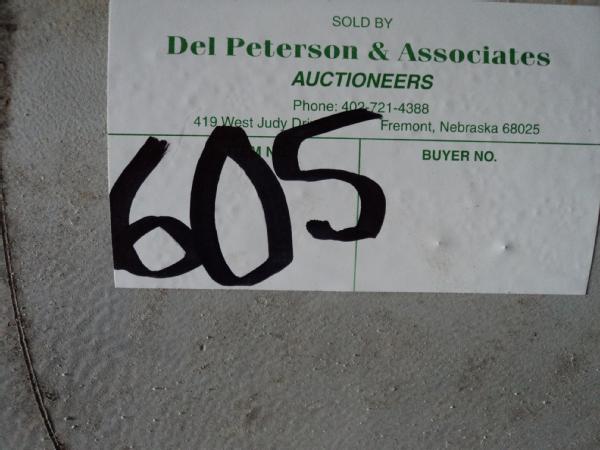 SOLD BY
Del Peterson & Associates
AUCTIONEERS
Phone: 402-721-4388
419 West Judy Fremont, Nebraska 68025
BUYER NO.
605